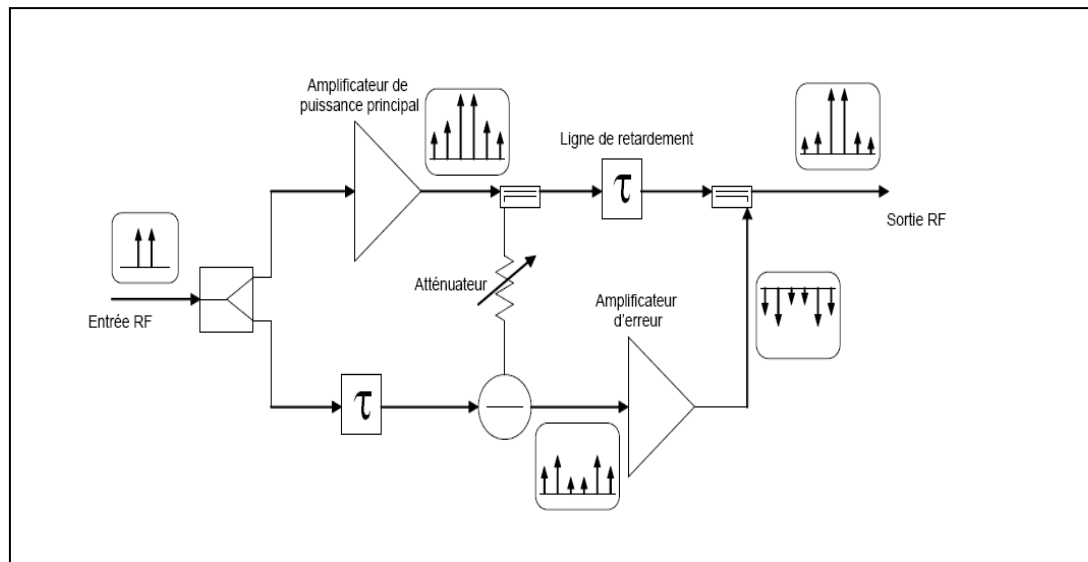 Amplificateur de
puissance principal
Ligne de retardement
τ
Sortie RF
Entrée RF
Atténuateur
Amplificateur
d'erreur
τ